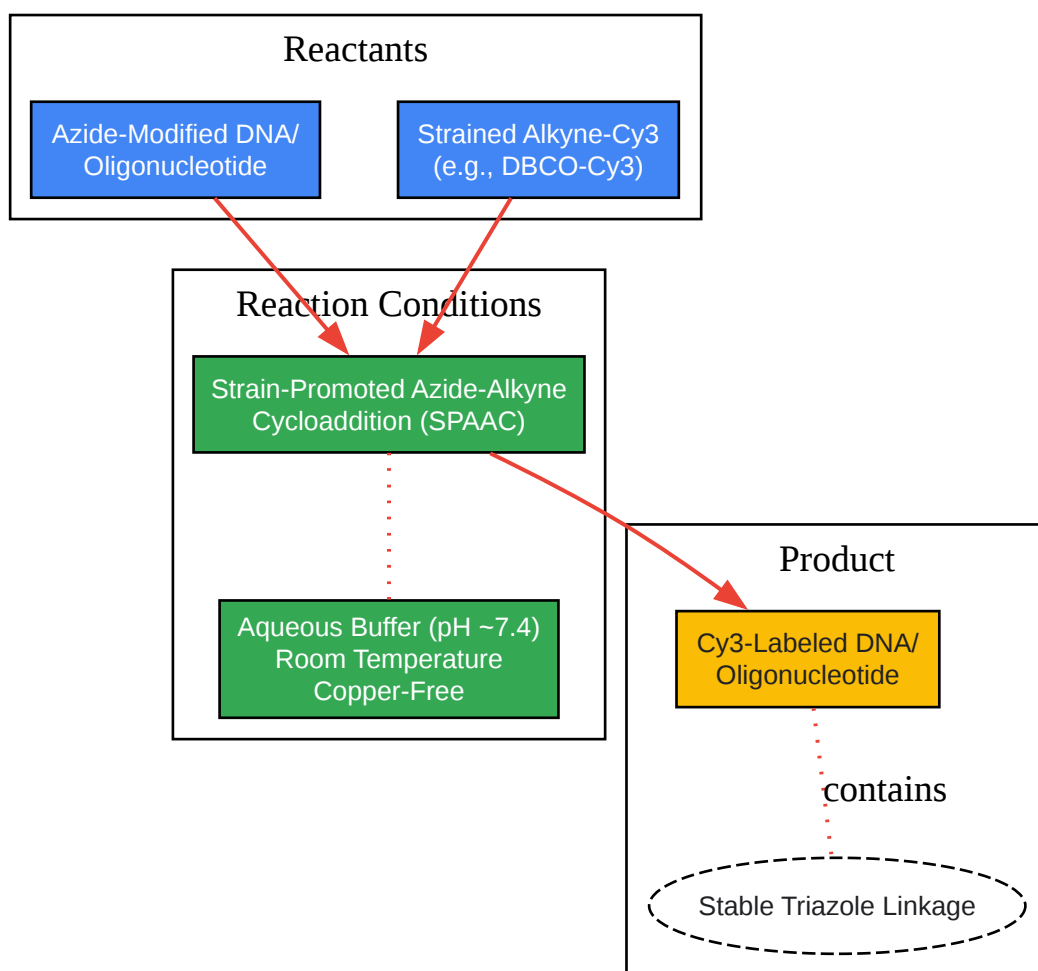 Reactants
Azide-Modified DNA/
Oligonucleotide
Strained Alkyne-Cy3
(e.g., DBCO-Cy3)
Reaction Conditions
Strain-Promoted Azide-Alkyne
Cycloaddition (SPAAC)
Aqueous Buffer (pH ~7.4)
Room Temperature
Copper-Free
Product
Cy3-Labeled DNA/
Oligonucleotide
contains
Stable Triazole Linkage